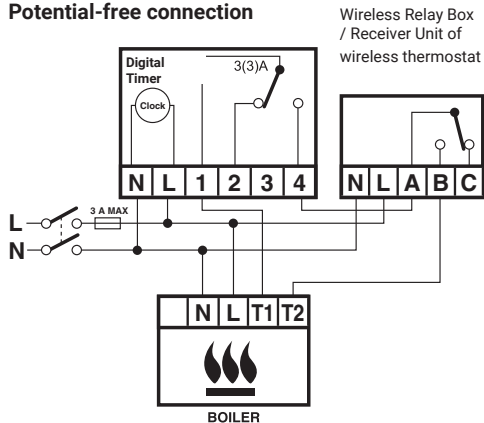 Potential-free connection
Wireless Relay Box
/ Receiver Unit of
wireless thermostat
Digital
Timer
3(3)A
Clock
N L 1 2 3 4
N L A B C
3 A MAX
L
N
N L T1 T2
BOILER